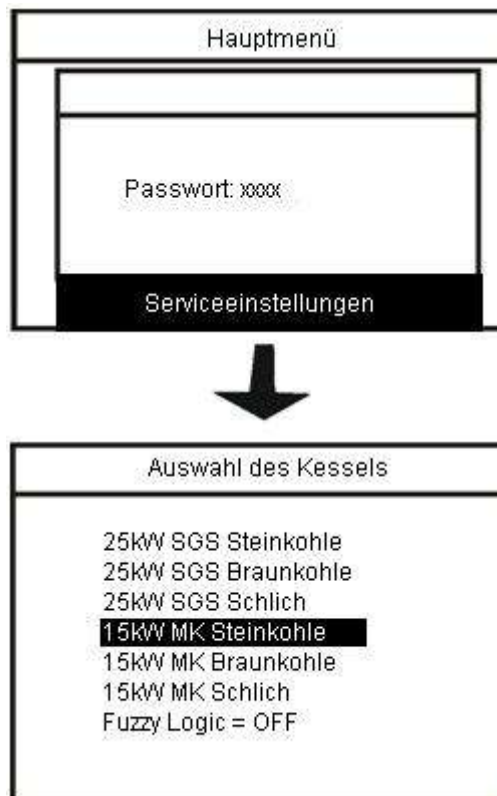 Hauptmenü
Passwort: xxxx
Serviceeinstellungen
Auswahl des Kessels
25kW SGS Steinkohle
25kW SGS Braunkohle
25kW SGS Schlich
15kW MK Steinkohle
15kW MK Braunkohle
15kW MK Schlich
Fuzzy Logic = OFF